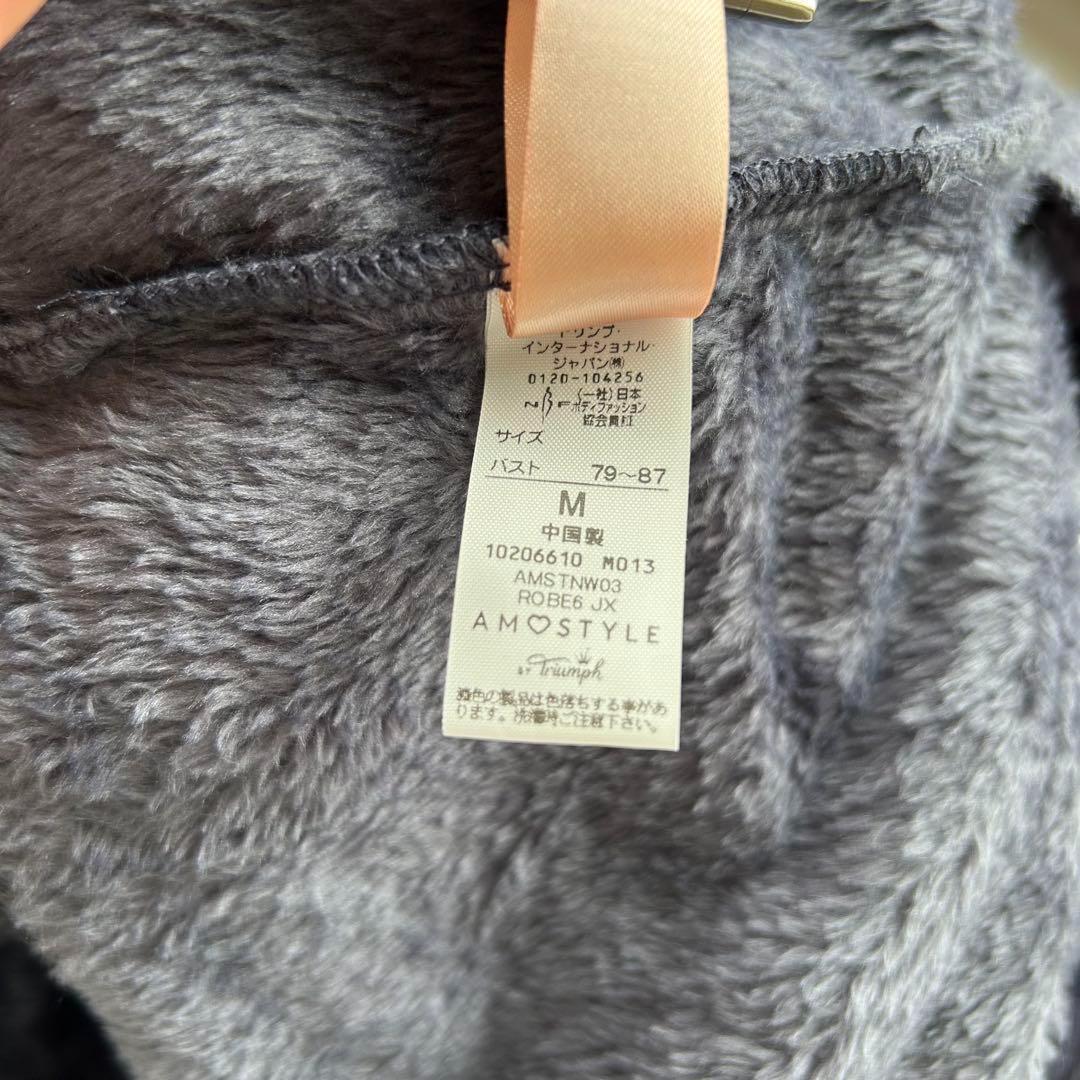 トリンプ・
インターナショナル・
ジャパン㈱
0120-104256
NBF 〈一社〉日本
ボディファッション
協会員証
サイズ
バスト 79〜87
M
中国製
10206610 M013
AMSTNW03
ROBE6 JX
AMO♡STYLE
BY Triumph
濃色の製品は色落ちする事があ
ります。洗濯時ご注意下さい。